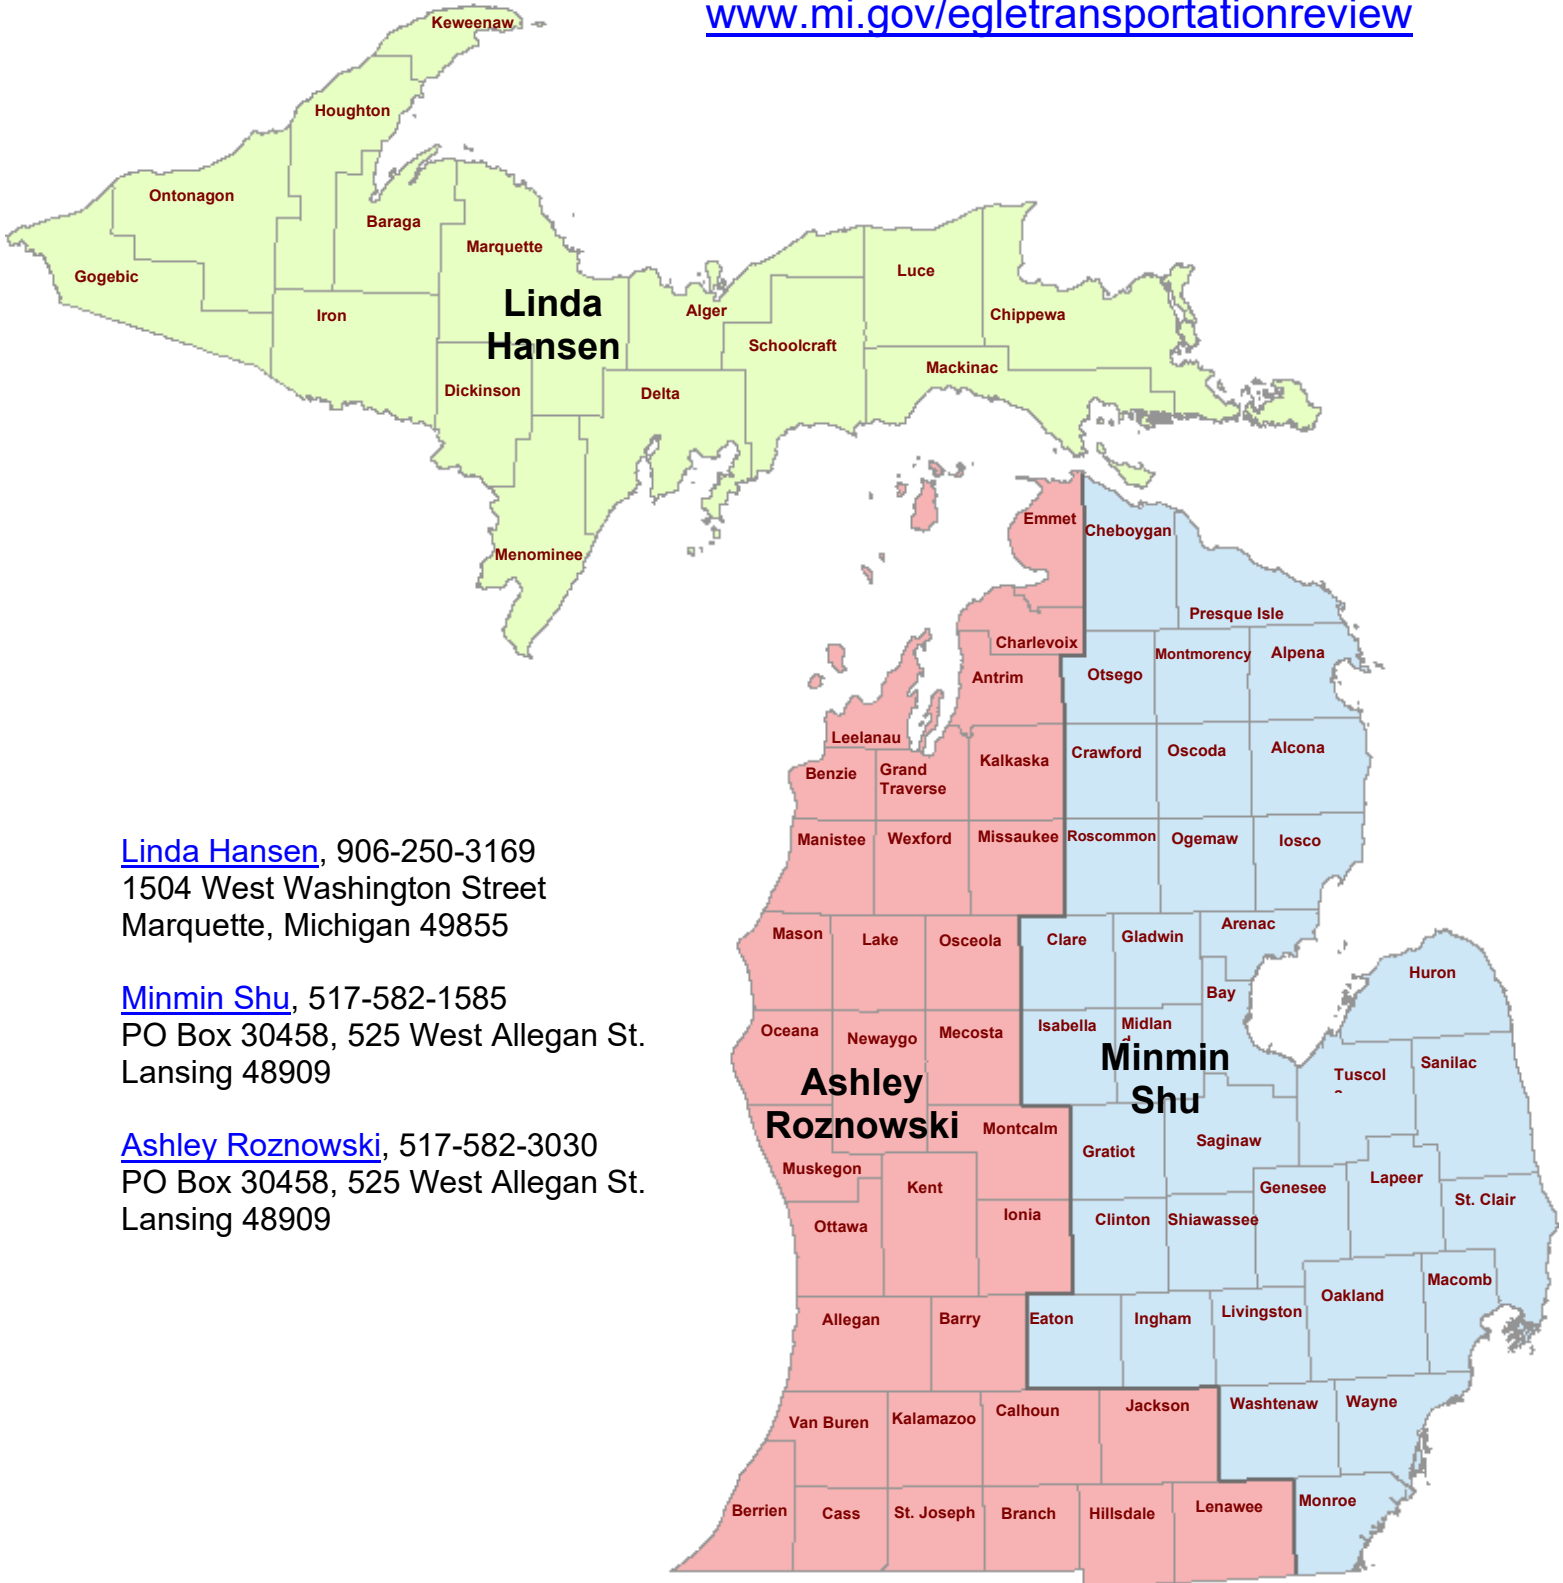 www.mi.gov/egletransportationreview
Keweenaw
Houghton
Ontonagon
Baraga
Gogebic
Marquette
Iron
Linda
Hansen
Alger
Luce
Chippewa
Schoolcraft
Mackinac
Dickinson
Delta
Menominee
Emmet
Cheboygan
Presque Isle
Charlevoix
Antrim
Otsego
Montmorency
Alpena
Leelanau
Benzie
Grand
Traverse
Kalkaska
Crawford
Oscoda
Alcona
Manistee
Wexford
Missaukee
Roscommon
Ogemaw
Iosco
Linda Hansen, 906-250-3169
1504 West Washington Street
Marquette, Michigan 49855
Minmin Shu, 517-582-1585
PO Box 30458, 525 West Allegan St.
Lansing 48909
Ashley Roznowski, 517-582-3030
PO Box 30458, 525 West Allegan St.
Lansing 48909
Mason
Lake
Osceola
Clare
Gladwin
Arenac
Huron
Bay
Oceana
Newaygo
Mecosta
Isabella
Midlan
Minmin
Shu
Tuscol
Sanilac
Ashley
Roznowski
Montcalm
Gratiot
Saginaw
Muskegon
Kent
Genesee
Lapeer
St. Clair
Ottawa
Ionia
Clinton
Shiawassee
Allegan
Barry
Eaton
Ingham
Livingston
Oakland
Macomb
Van Buren
Kalamazoo
Calhoun
Jackson
Washtenaw
Wayne
Berrien
Cass
St. Joseph
Branch
Hillsdale
Lenawee
Monroe